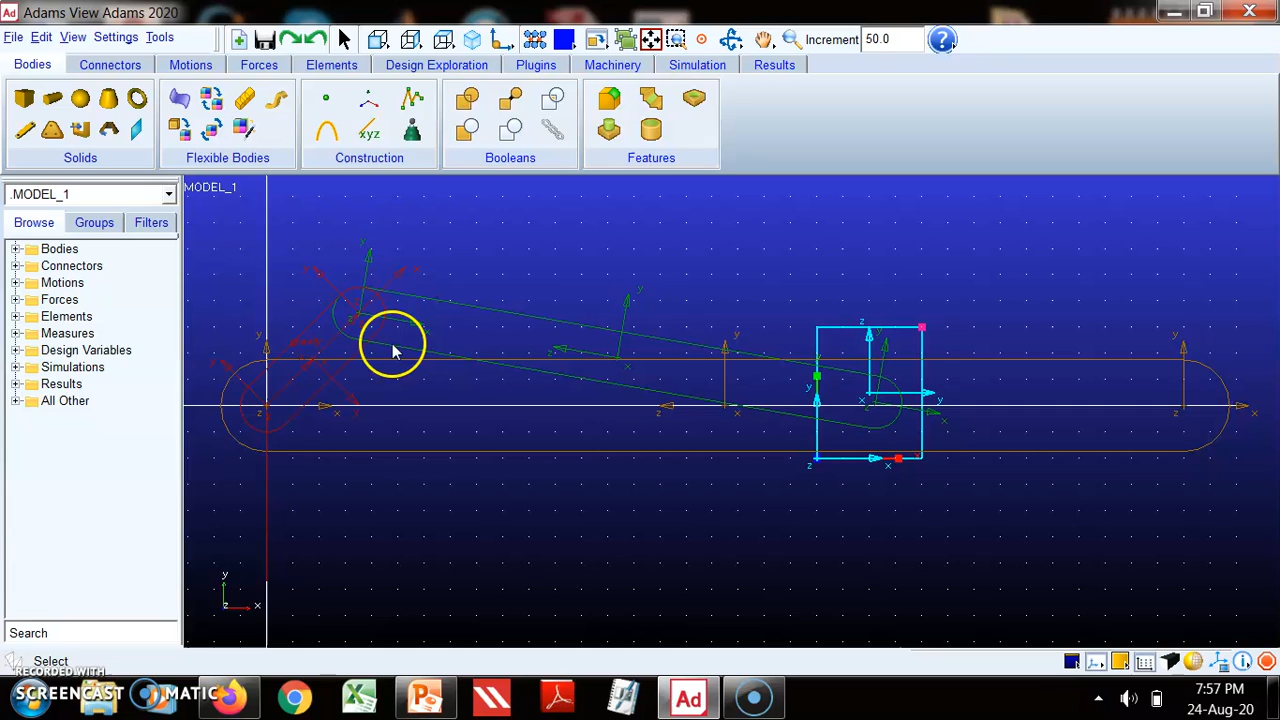 Adams View Adams 2020
File Edit View Settings Tools
Increment 50.0
Bodies Connectors Motions Forces Elements Design Exploration Plugins Machinery Simulation Results
Solids Flexible Bodies Construction Booleans Features
.MODEL_1
MODEL_1
Browse Groups Filters
Bodies
Connectors
Motions
Forces
Elements
Measures
Design Variables
Simulations
Results
All Other
Search
Select
RECORDED WITH
SCREENCAST MATIC
7:57 PM
24-Aug-20